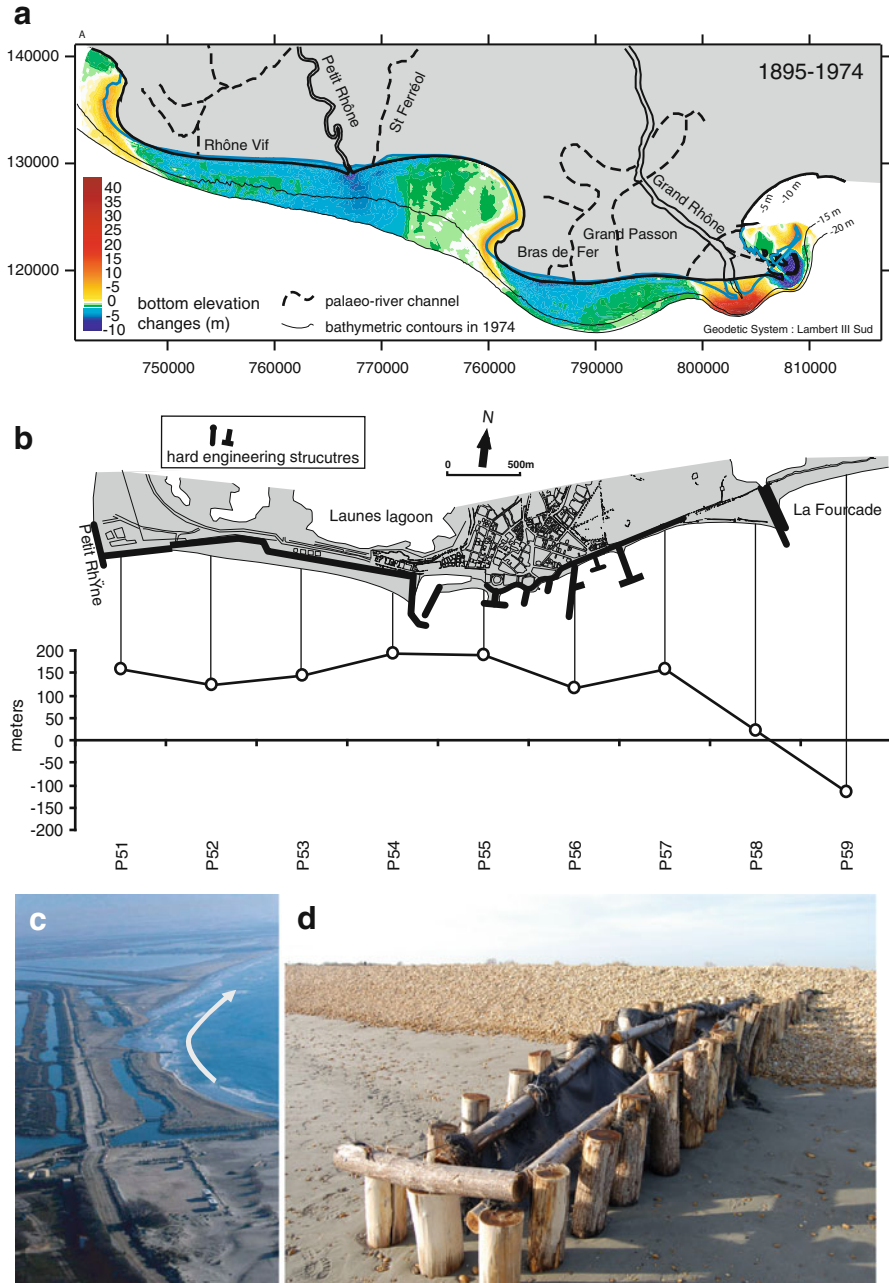 a
A
140000
1895-1974
Petit Rhône
St Ferréol
Rhône Vif
130000
Grand Rhône
-5 m
-10 m
-15 m
-20 m
40
35
30
25
20
15
10
5
0
-5
-10
Grand Passon
Bras de Fer
120000
bottom elevation
changes (m)
palaeo-river channel
bathymetric contours in 1974
Geodetic System : Lambert III Sud
750000 760000 770000 780000 790000 800000 810000
b
hard engineering strucutres
N
0 500m
Launes lagoon
La Fourcade
Petit RhŸne
meters
200
150
100
50
0
-50
-100
-150
-200
P51 P52 P53 P54 P55 P56 P57 P58 P59
c
d